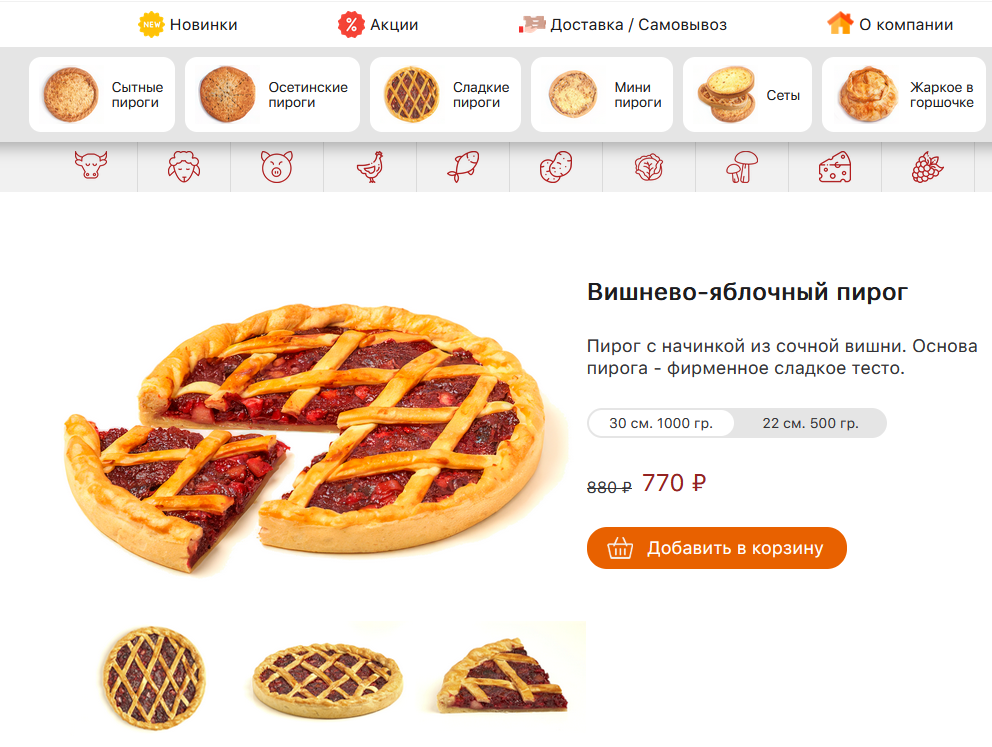 NEW Новинки
% Акции
Доставка / Самовывоз
О компании
Сытные
пироги
Осетинские
пироги
Сладкие
пироги
Мини
пироги
Сеты
Жаркое в
горшочке
Вишнево-яблочный пирог
Пирог с начинкой из сочной вишни. Основа
пирога - фирменное сладкое тесто.
30 см. 1000 гр.
22 см. 500 гр.
880 ₽ 770 ₽
Добавить в корзину